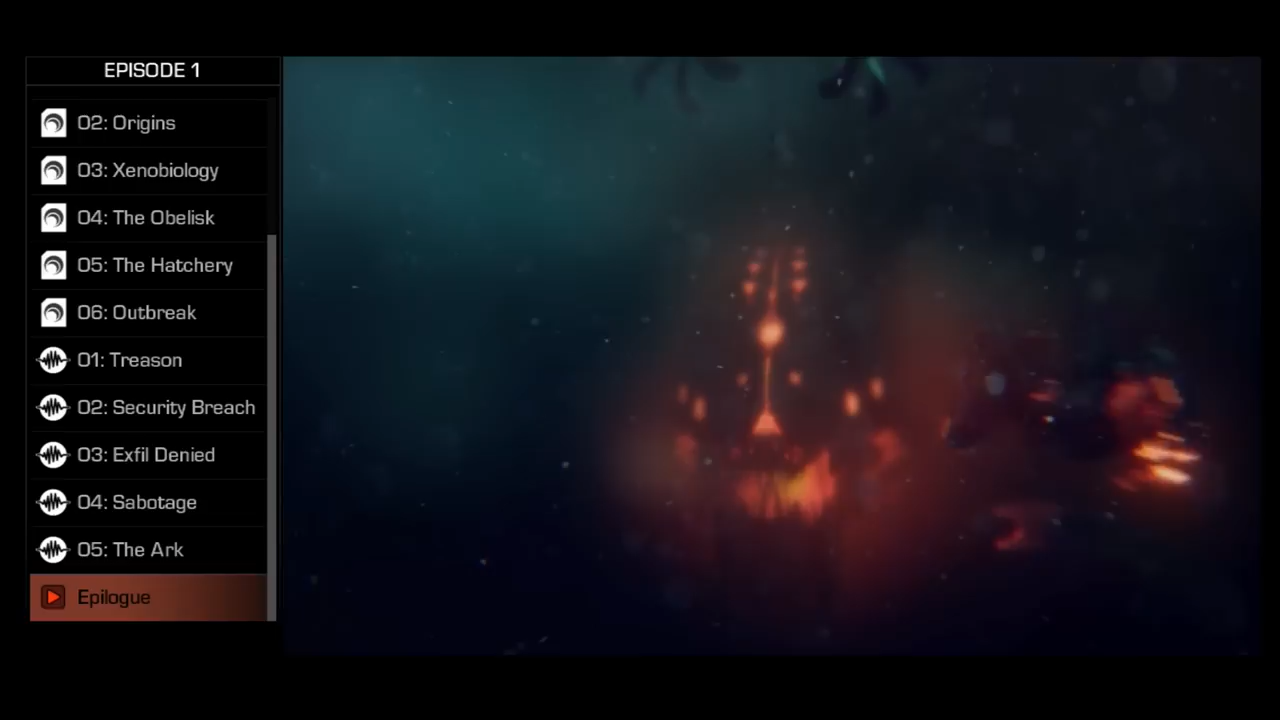 EPISODE 1
02: Origins
03: Xenobiology
04: The Obelisk
05: The Hatchery
06: Outbreak
01: Treason
02: Security Breach
03: Exfil Denied
04: Sabotage
05: The Ark
Epilogue